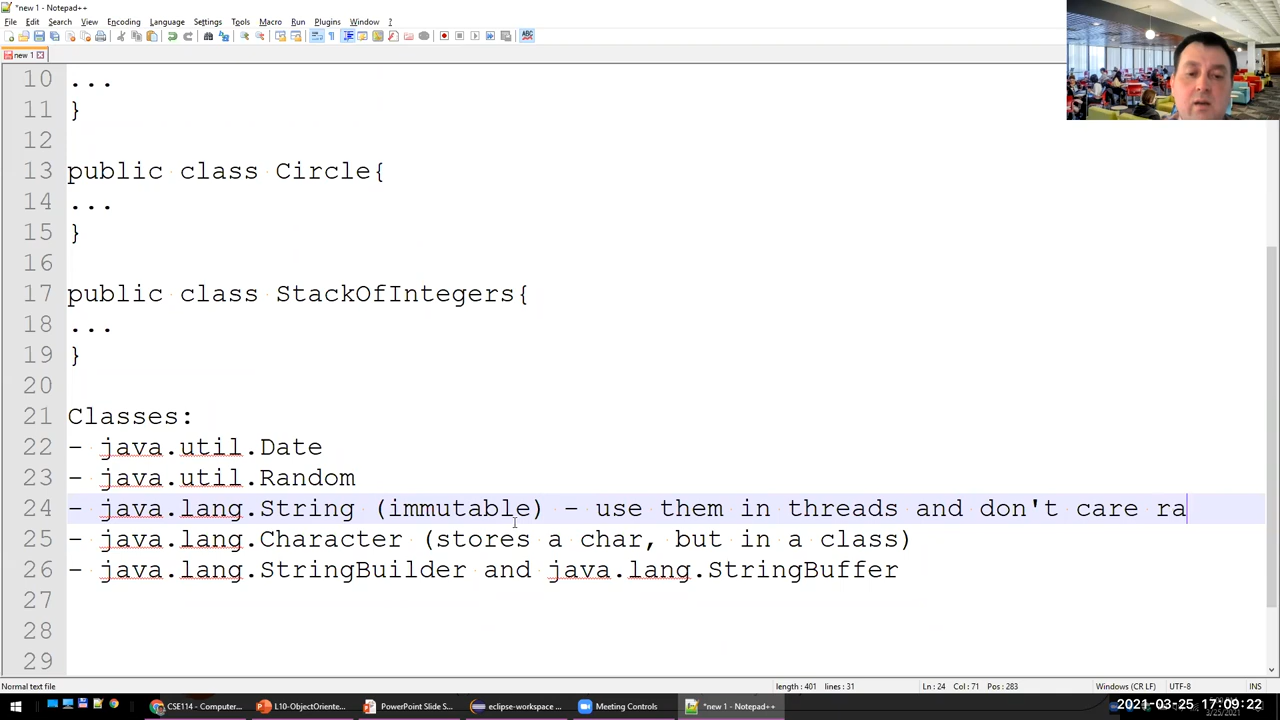 *new 1 - Notepad++
File Edit Search View Encoding Language Settings Tools Macro Run Plugins Window ?
new 1
10 ...
11 }
12
13 public class Circle{
14 ...
15 }
16
17 public class StackOfIntegers{
18 ...
19 }
20
21 Classes:
22 - java.util.Date
23 - java.util.Random
24 - java.lang.String (immutable) - use them in threads and don't care ra
25 - java.lang.Character (stores a char, but in a class)
26 - java.lang.StringBuilder and java.lang.StringBuffer
27
28
29
Normal text file length : 401 lines : 31 Ln : 24 Col : 71 Pos : 283 Windows (CR LF) UTF-8 INS
CSE114 - Computer... L10-ObjectOriente... PowerPoint Slide S... eclipse-workspace ... Meeting Controls *new 1 - Notepad++ 2021-03-25 17:09:22